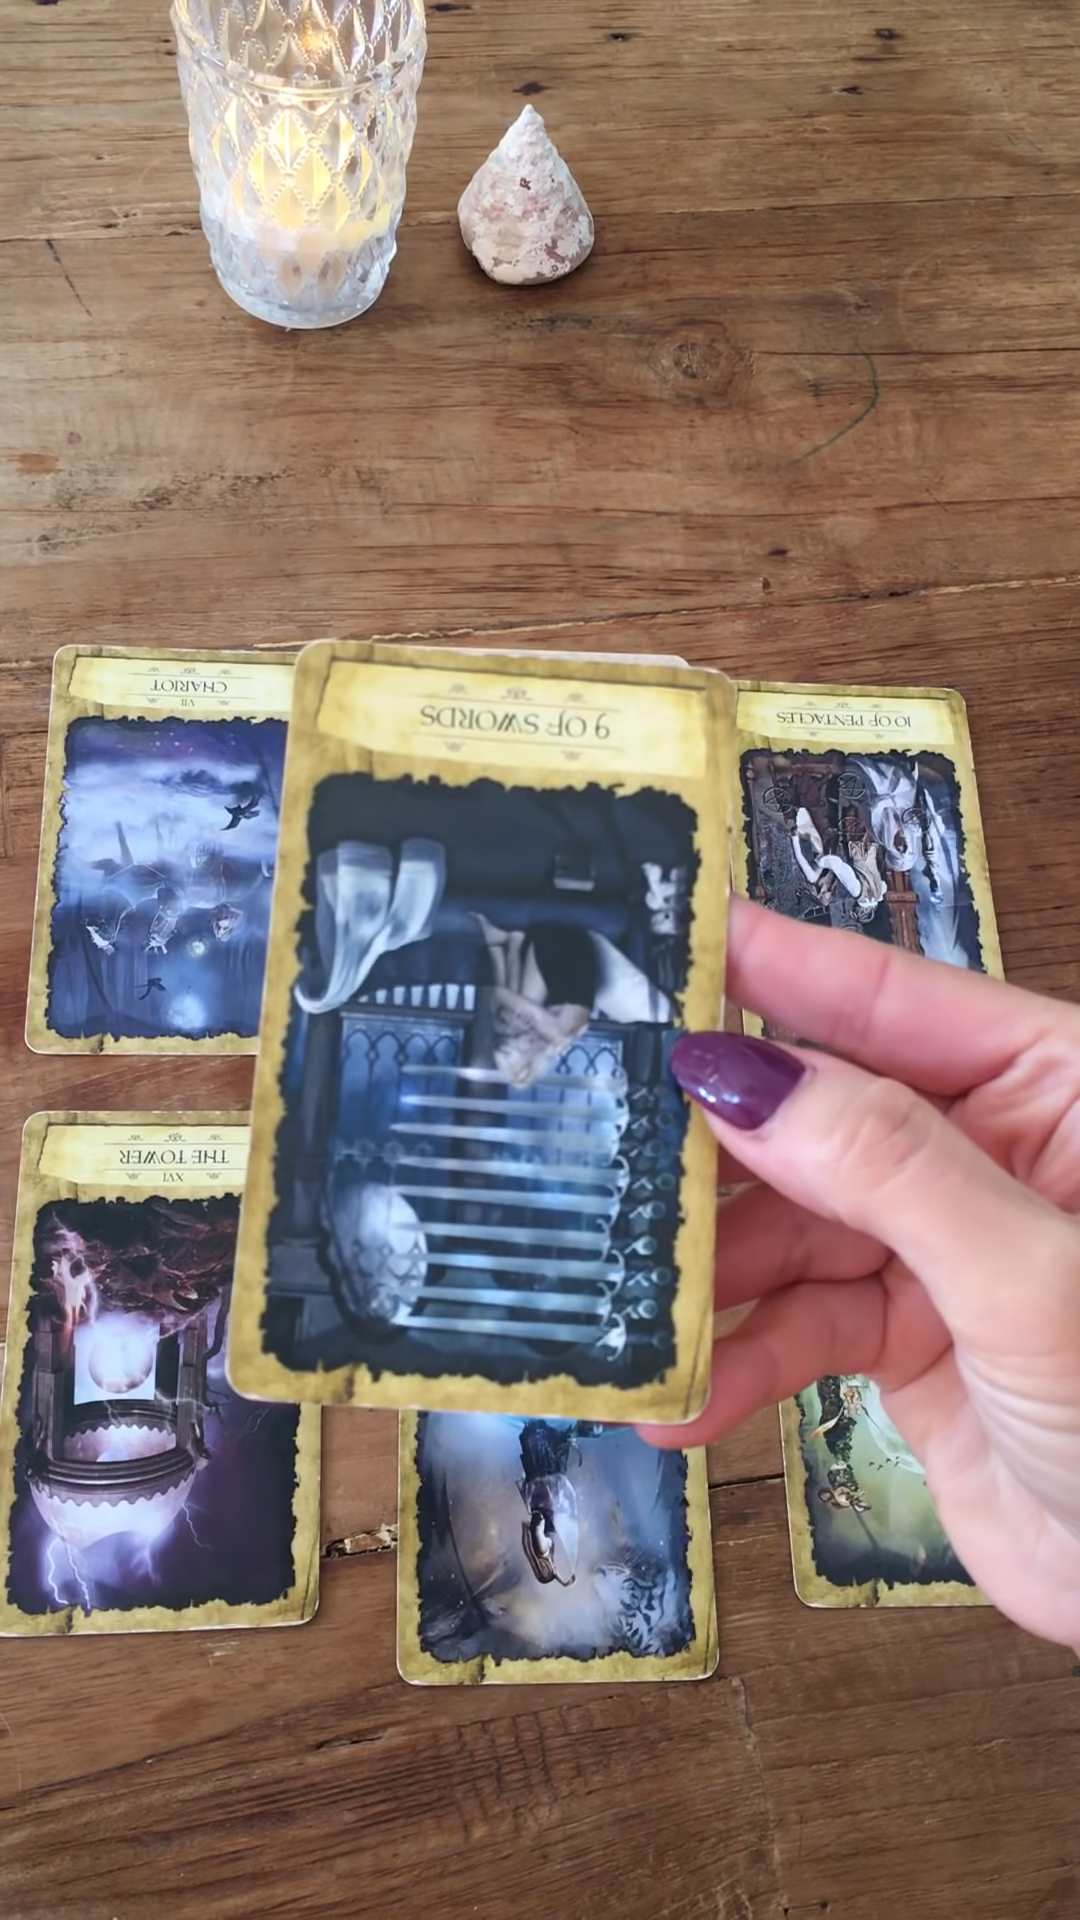 VII
CHARIOT
9 OF SWORDS
10 OF PENTACLES
XVI
THE TOWER